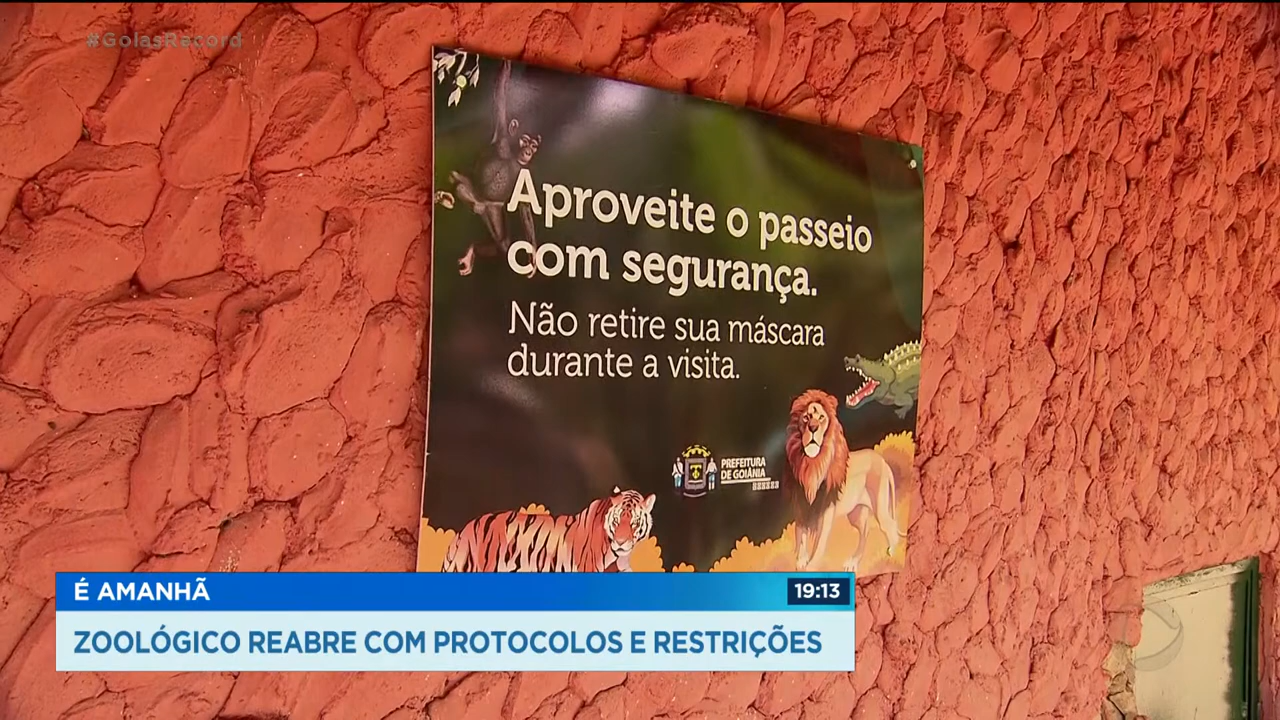 #GoiásRecord
Aproveite o passeio
com segurança.
Não retire sua máscara
durante a visita.
PREFEITURA
DE GOIÂNIA
É AMANHÃ
19:13
ZOOLÓGICO REABRE COM PROTOCOLOS E RESTRIÇÕES